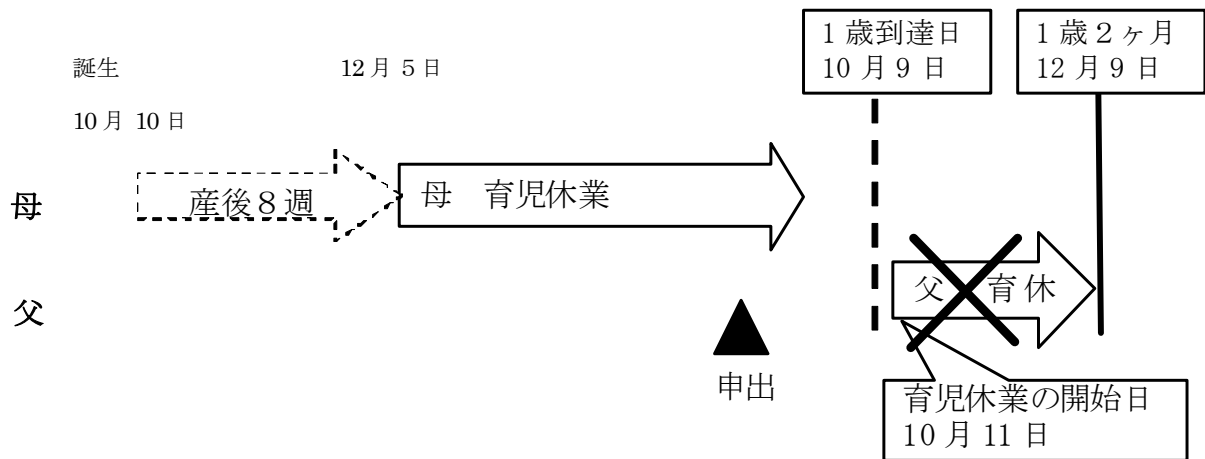 1歳到達日
10月9日
1歳2ヶ月
12月9日
誕生
12月5日
10月 10日
母
産後8週
母 育児休業
父
父 育休
申出
育児休業の開始日
10月11日